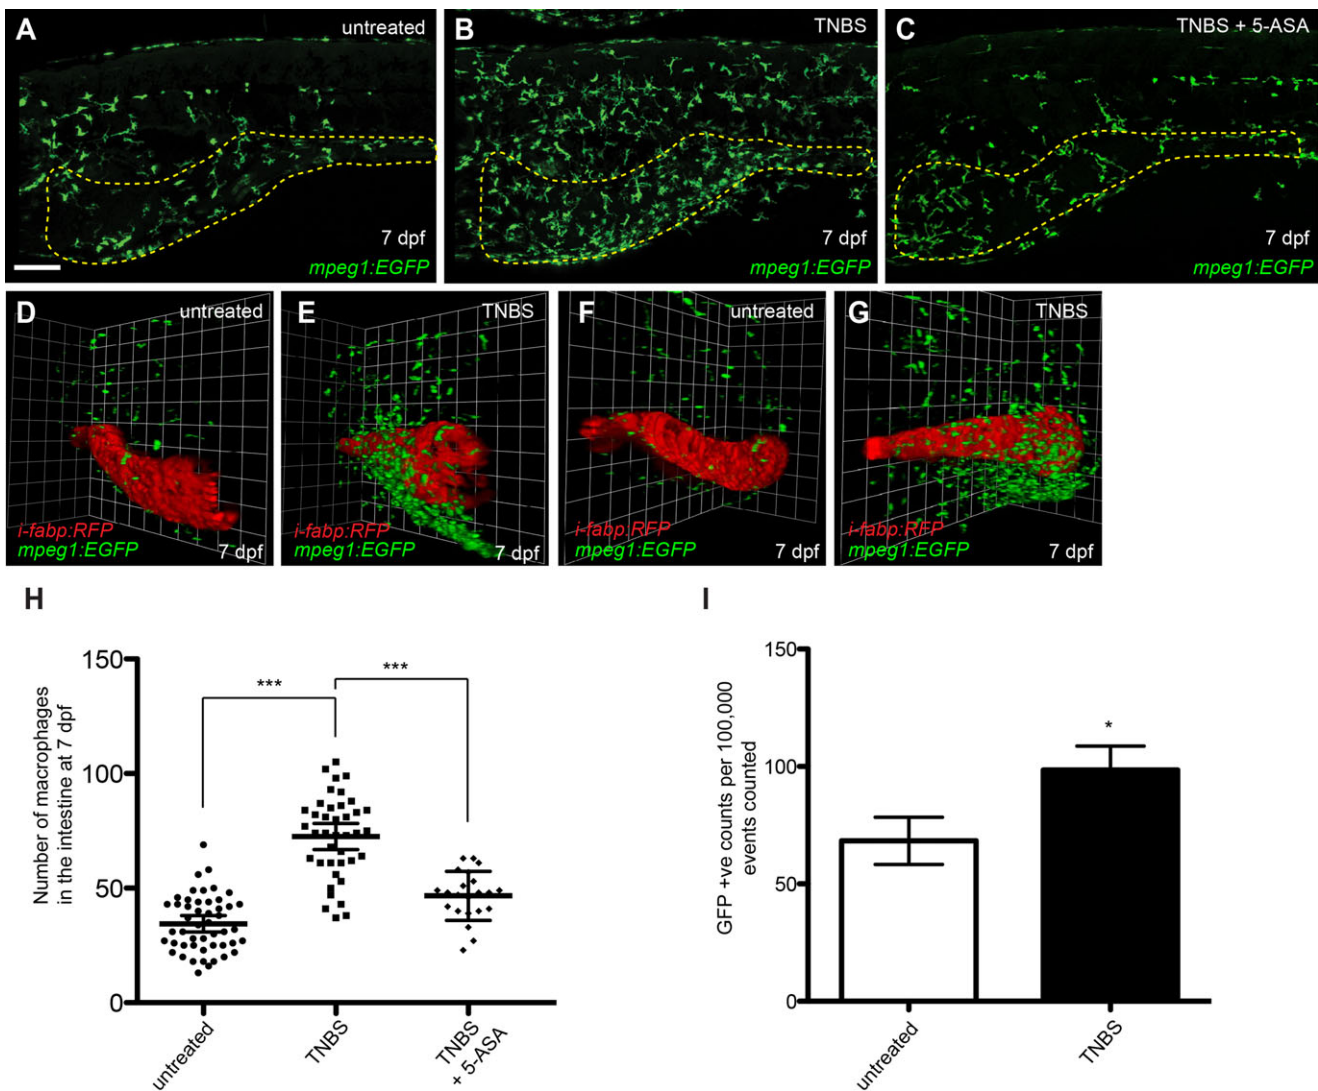 A
untreated
7 dpf
mpeg1:EGFP
B
TNBS
7 dpf
mpeg1:EGFP
C
TNBS + 5-ASA
7 dpf
mpeg1:EGFP
D
untreated
i-fabp:RFP
mpeg1:EGFP
7 dpf
E
TNBS
i-fabp:RFP
mpeg1:EGFP
7 dpf
F
untreated
i-fabp:RFP
mpeg1:EGFP
7 dpf
G
TNBS
i-fabp:RFP
mpeg1:EGFP
7 dpf
H
Number of macrophages
in the intestine at 7 dpf
150
100
50
0
***
***
untreated
TNBS
TNBS
+ 5-ASA
I
GFP +ve counts per 100,000
events counted
150
100
50
0
*
untreated
TNBS